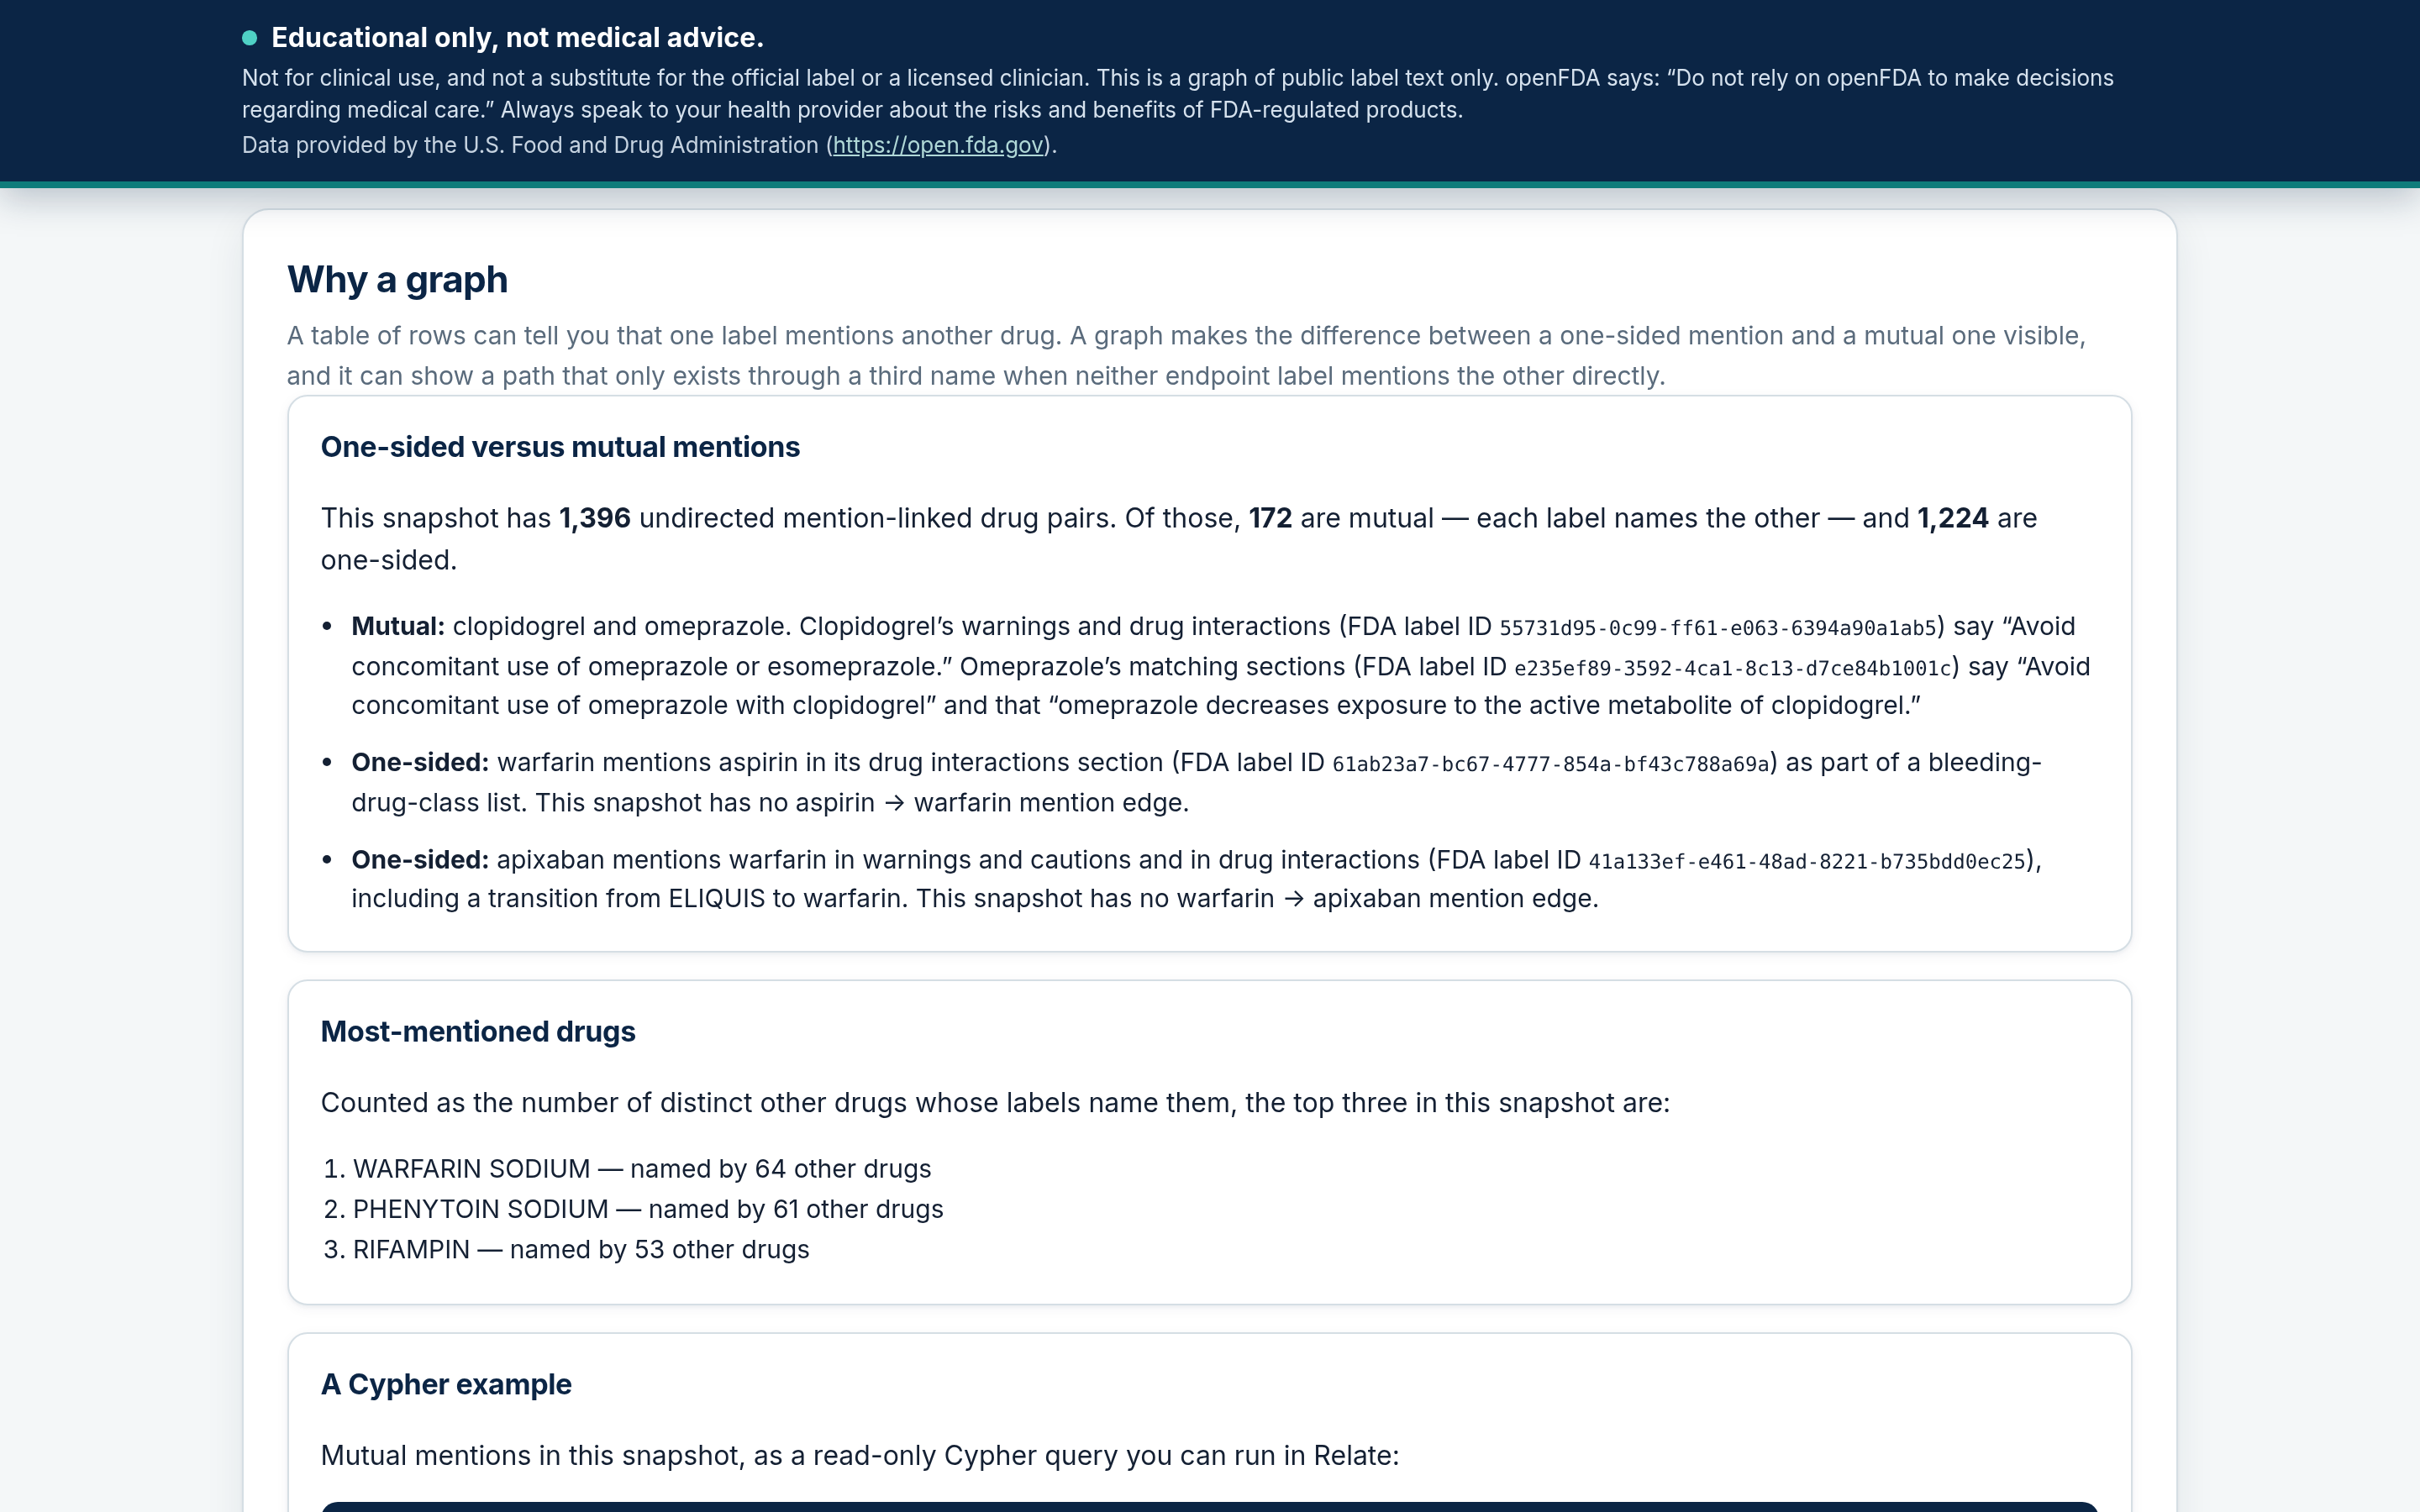 Educational only, not medical advice.
Not for clinical use, and not a substitute for the official label or a licensed clinician. This is a graph of public label text only. openFDA says: “Do not rely on openFDA to make decisions
regarding medical care.” Always speak to your health provider about the risks and benefits of FDA-regulated products.
Data provided by the U.S. Food and Drug Administration (https://open.fda.gov).
Why a graph
A table of rows can tell you that one label mentions another drug. A graph makes the difference between a one-sided mention and a mutual one visible,
and it can show a path that only exists through a third name when neither endpoint label mentions the other directly.
One-sided versus mutual mentions
This snapshot has 1,396 undirected mention-linked drug pairs. Of those, 172 are mutual — each label names the other — and 1,224 are
one-sided.
• Mutual: clopidogrel and omeprazole. Clopidogrel’s warnings and drug interactions (FDA label ID 55731d95-0c99-ff61-e063-6394a90a1ab5) say “Avoid
concomitant use of omeprazole or esomeprazole.” Omeprazole’s matching sections (FDA label ID e235ef89-3592-4ca1-8c13-d7ce84b1001c) say “Avoid
concomitant use of omeprazole with clopidogrel” and that “omeprazole decreases exposure to the active metabolite of clopidogrel.”
• One-sided: warfarin mentions aspirin in its drug interactions section (FDA label ID 61ab23a7-bc67-4777-854a-bf43c788a69a) as part of a bleeding-
drug-class list. This snapshot has no aspirin → warfarin mention edge.
• One-sided: apixaban mentions warfarin in warnings and cautions and in drug interactions (FDA label ID 41a133ef-e461-48ad-8221-b735bdd0ec25),
including a transition from ELIQUIS to warfarin. This snapshot has no warfarin → apixaban mention edge.
Most-mentioned drugs
Counted as the number of distinct other drugs whose labels name them, the top three in this snapshot are:
1. WARFARIN SODIUM — named by 64 other drugs
2. PHENYTOIN SODIUM — named by 61 other drugs
3. RIFAMPIN — named by 53 other drugs
A Cypher example
Mutual mentions in this snapshot, as a read-only Cypher query you can run in Relate: